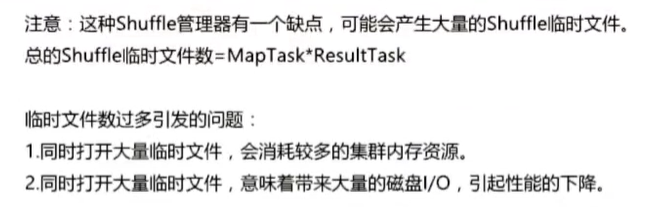 注意：这种Shuffle管理器有一个缺点，可能会产生大量的Shuffle临时文件。
总的Shuffle临时文件数=MapTask*ResultTask
临时文件数过多引发的问题：
1.同时打开大量临时文件，会消耗较多的集群内存资源。
2.同时打开大量临时文件，意味着带来大量的磁盘I/O，引起性能的下降。